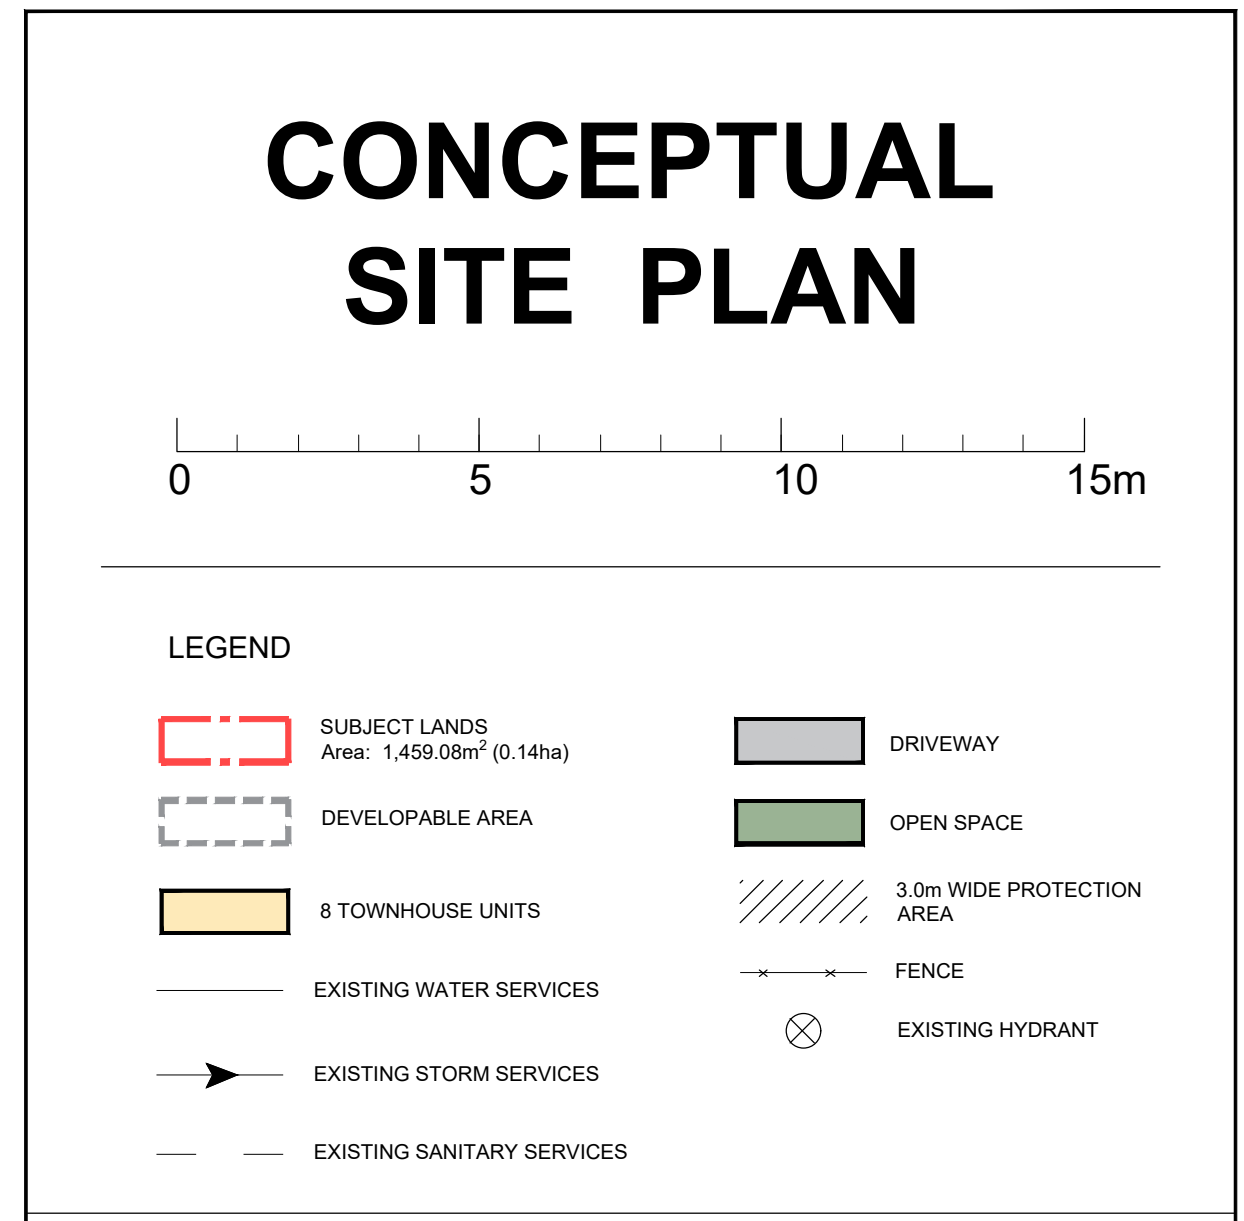 CONCEPTUAL
SITE PLAN
0 5 10 15m
LEGEND
SUBJECT LANDS
Area: 1,459.08m² (0.14ha)
DEVELOPABLE AREA
8 TOWNHOUSE UNITS
EXISTING WATER SERVICES
EXISTING STORM SERVICES
EXISTING SANITARY SERVICES
DRIVEWAY
OPEN SPACE
3.0m WIDE PROTECTION
AREA
FENCE
EXISTING HYDRANT